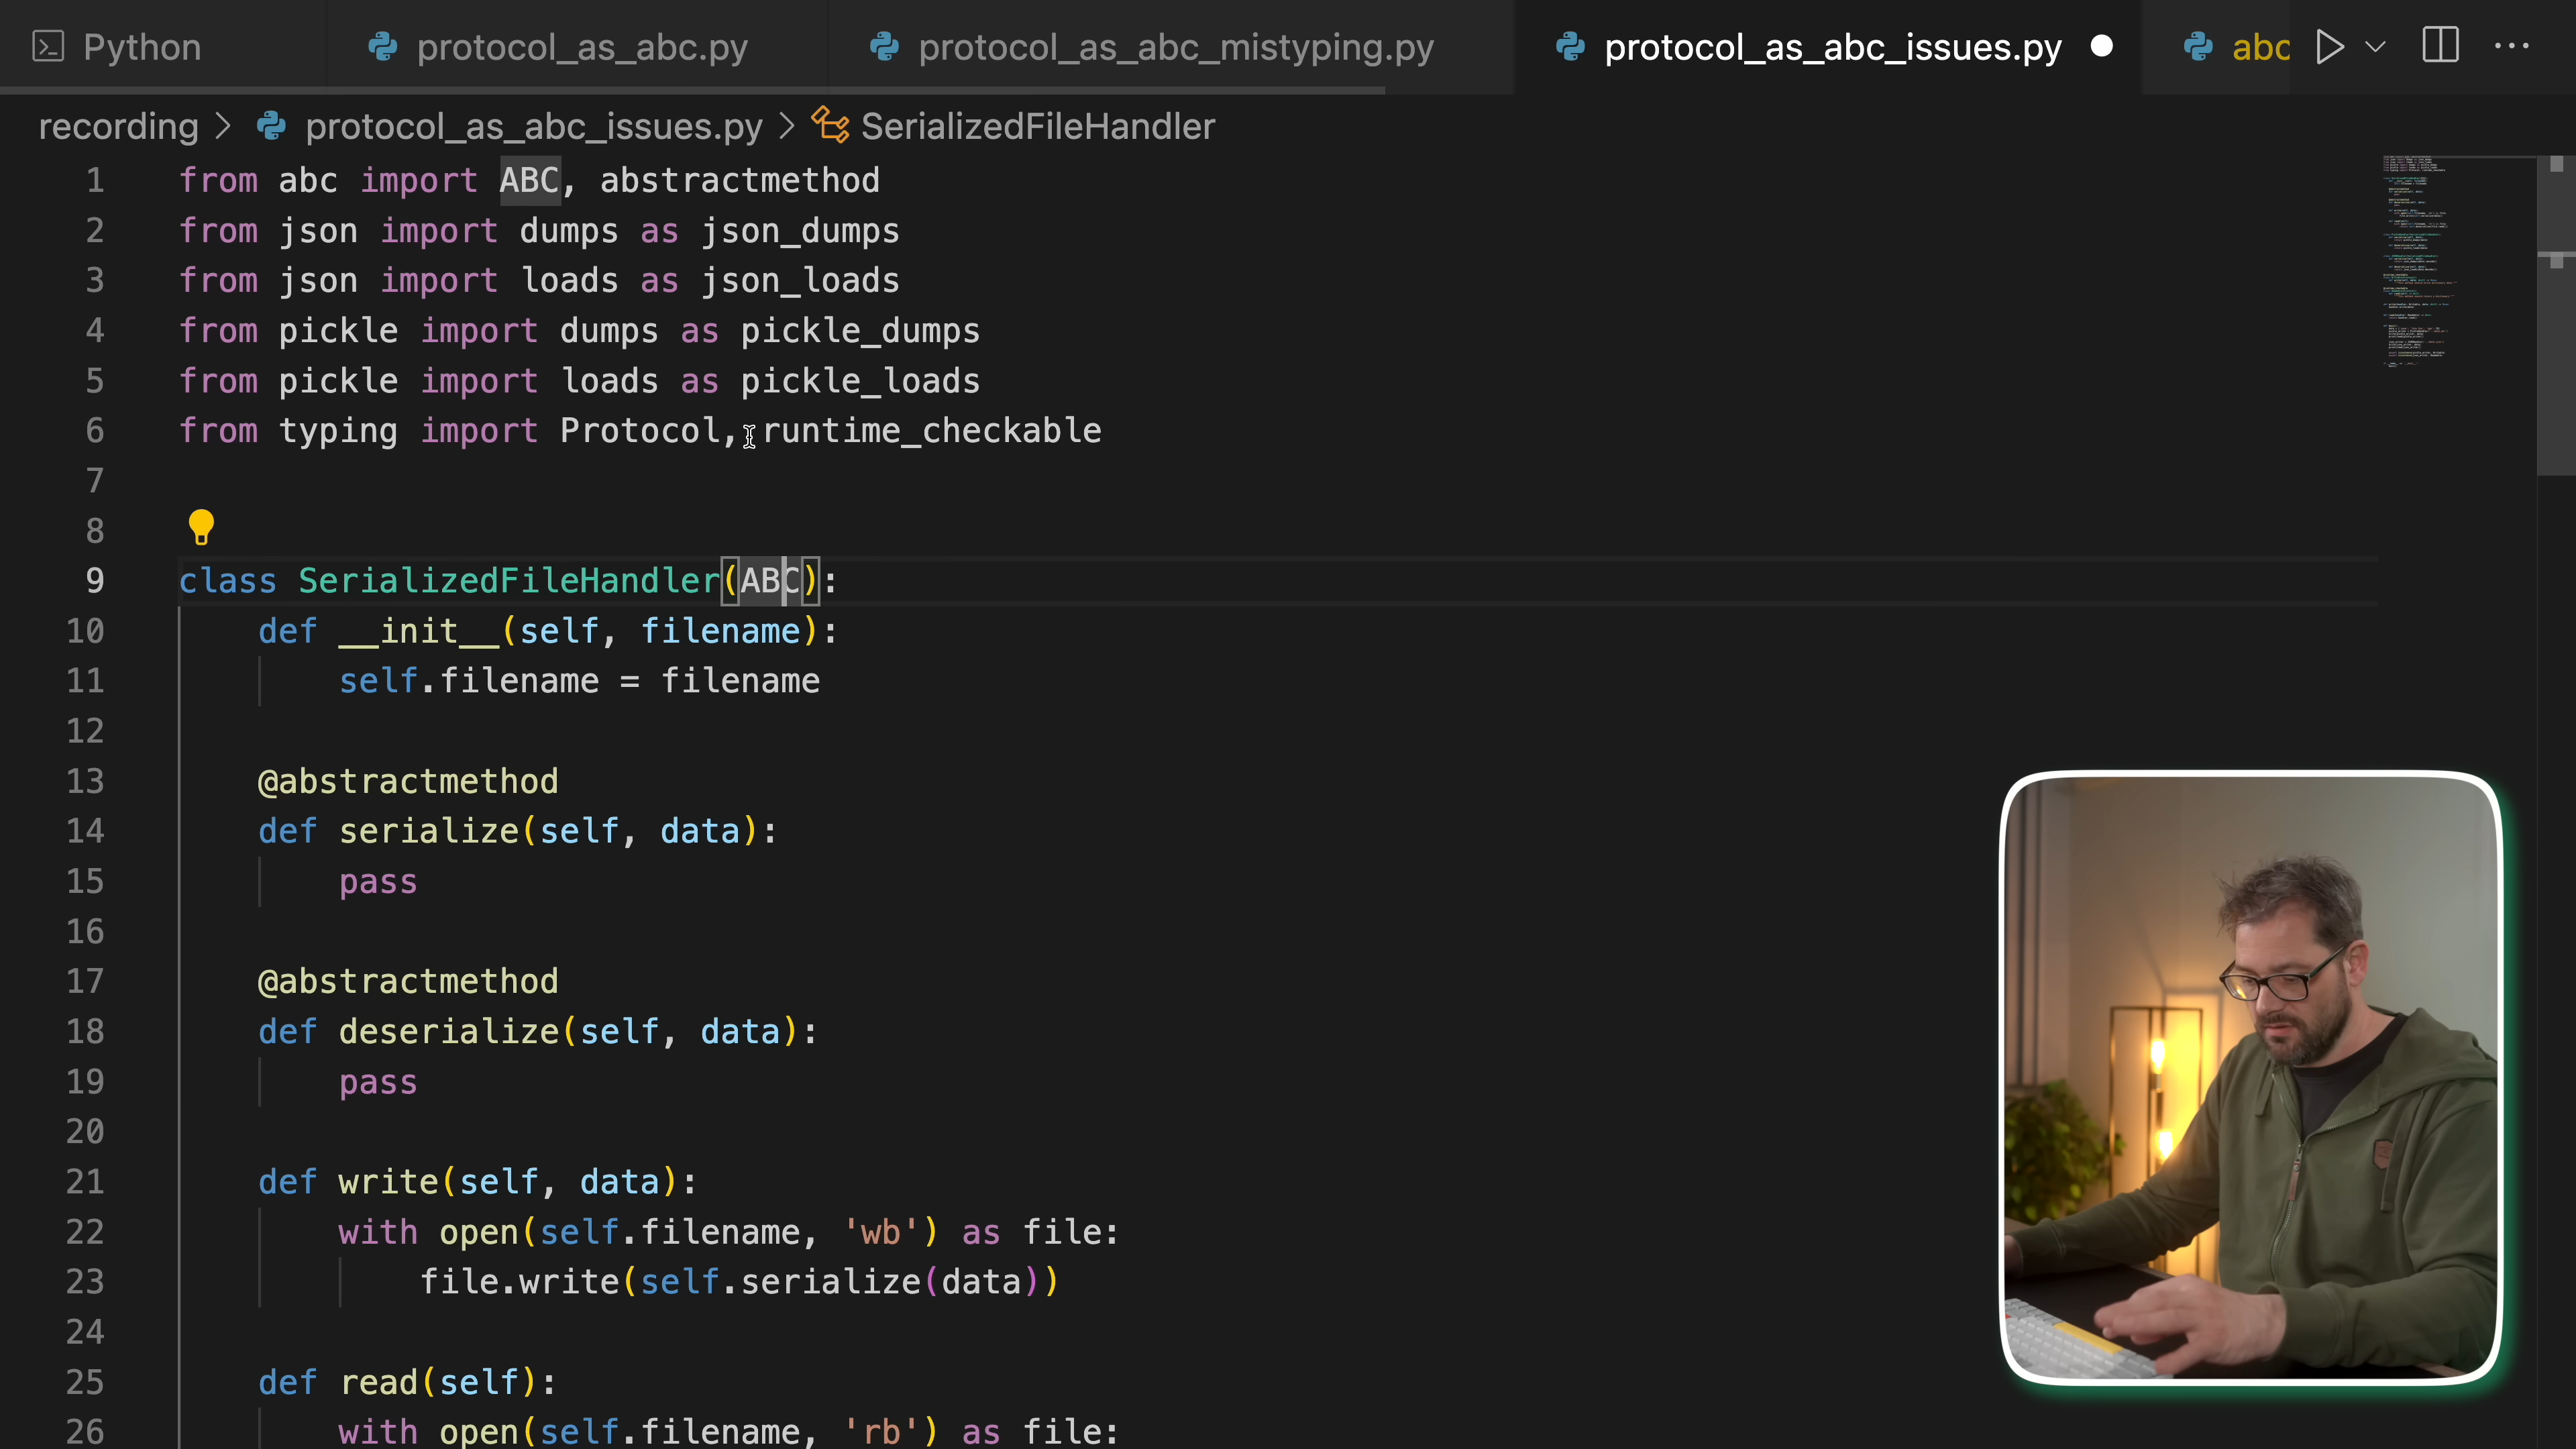 Python protocol_as_abc.py protocol_as_abc_mistyping.py protocol_as_abc_issues.py abc
recording > protocol_as_abc_issues.py > SerializedFileHandler
1 from abc import ABC, abstractmethod
2 from json import dumps as json_dumps
3 from json import loads as json_loads
4 from pickle import dumps as pickle_dumps
5 from pickle import loads as pickle_loads
6 from typing import Protocol, runtime_checkable
7
8
9 class SerializedFileHandler(ABC):
10 def __init__(self, filename):
11 self.filename = filename
12
13 @abstractmethod
14 def serialize(self, data):
15 pass
16
17 @abstractmethod
18 def deserialize(self, data):
19 pass
20
21 def write(self, data):
22 with open(self.filename, 'wb') as file:
23 file.write(self.serialize(data))
24
25 def read(self):
26 with open(self.filename, 'rb') as file: